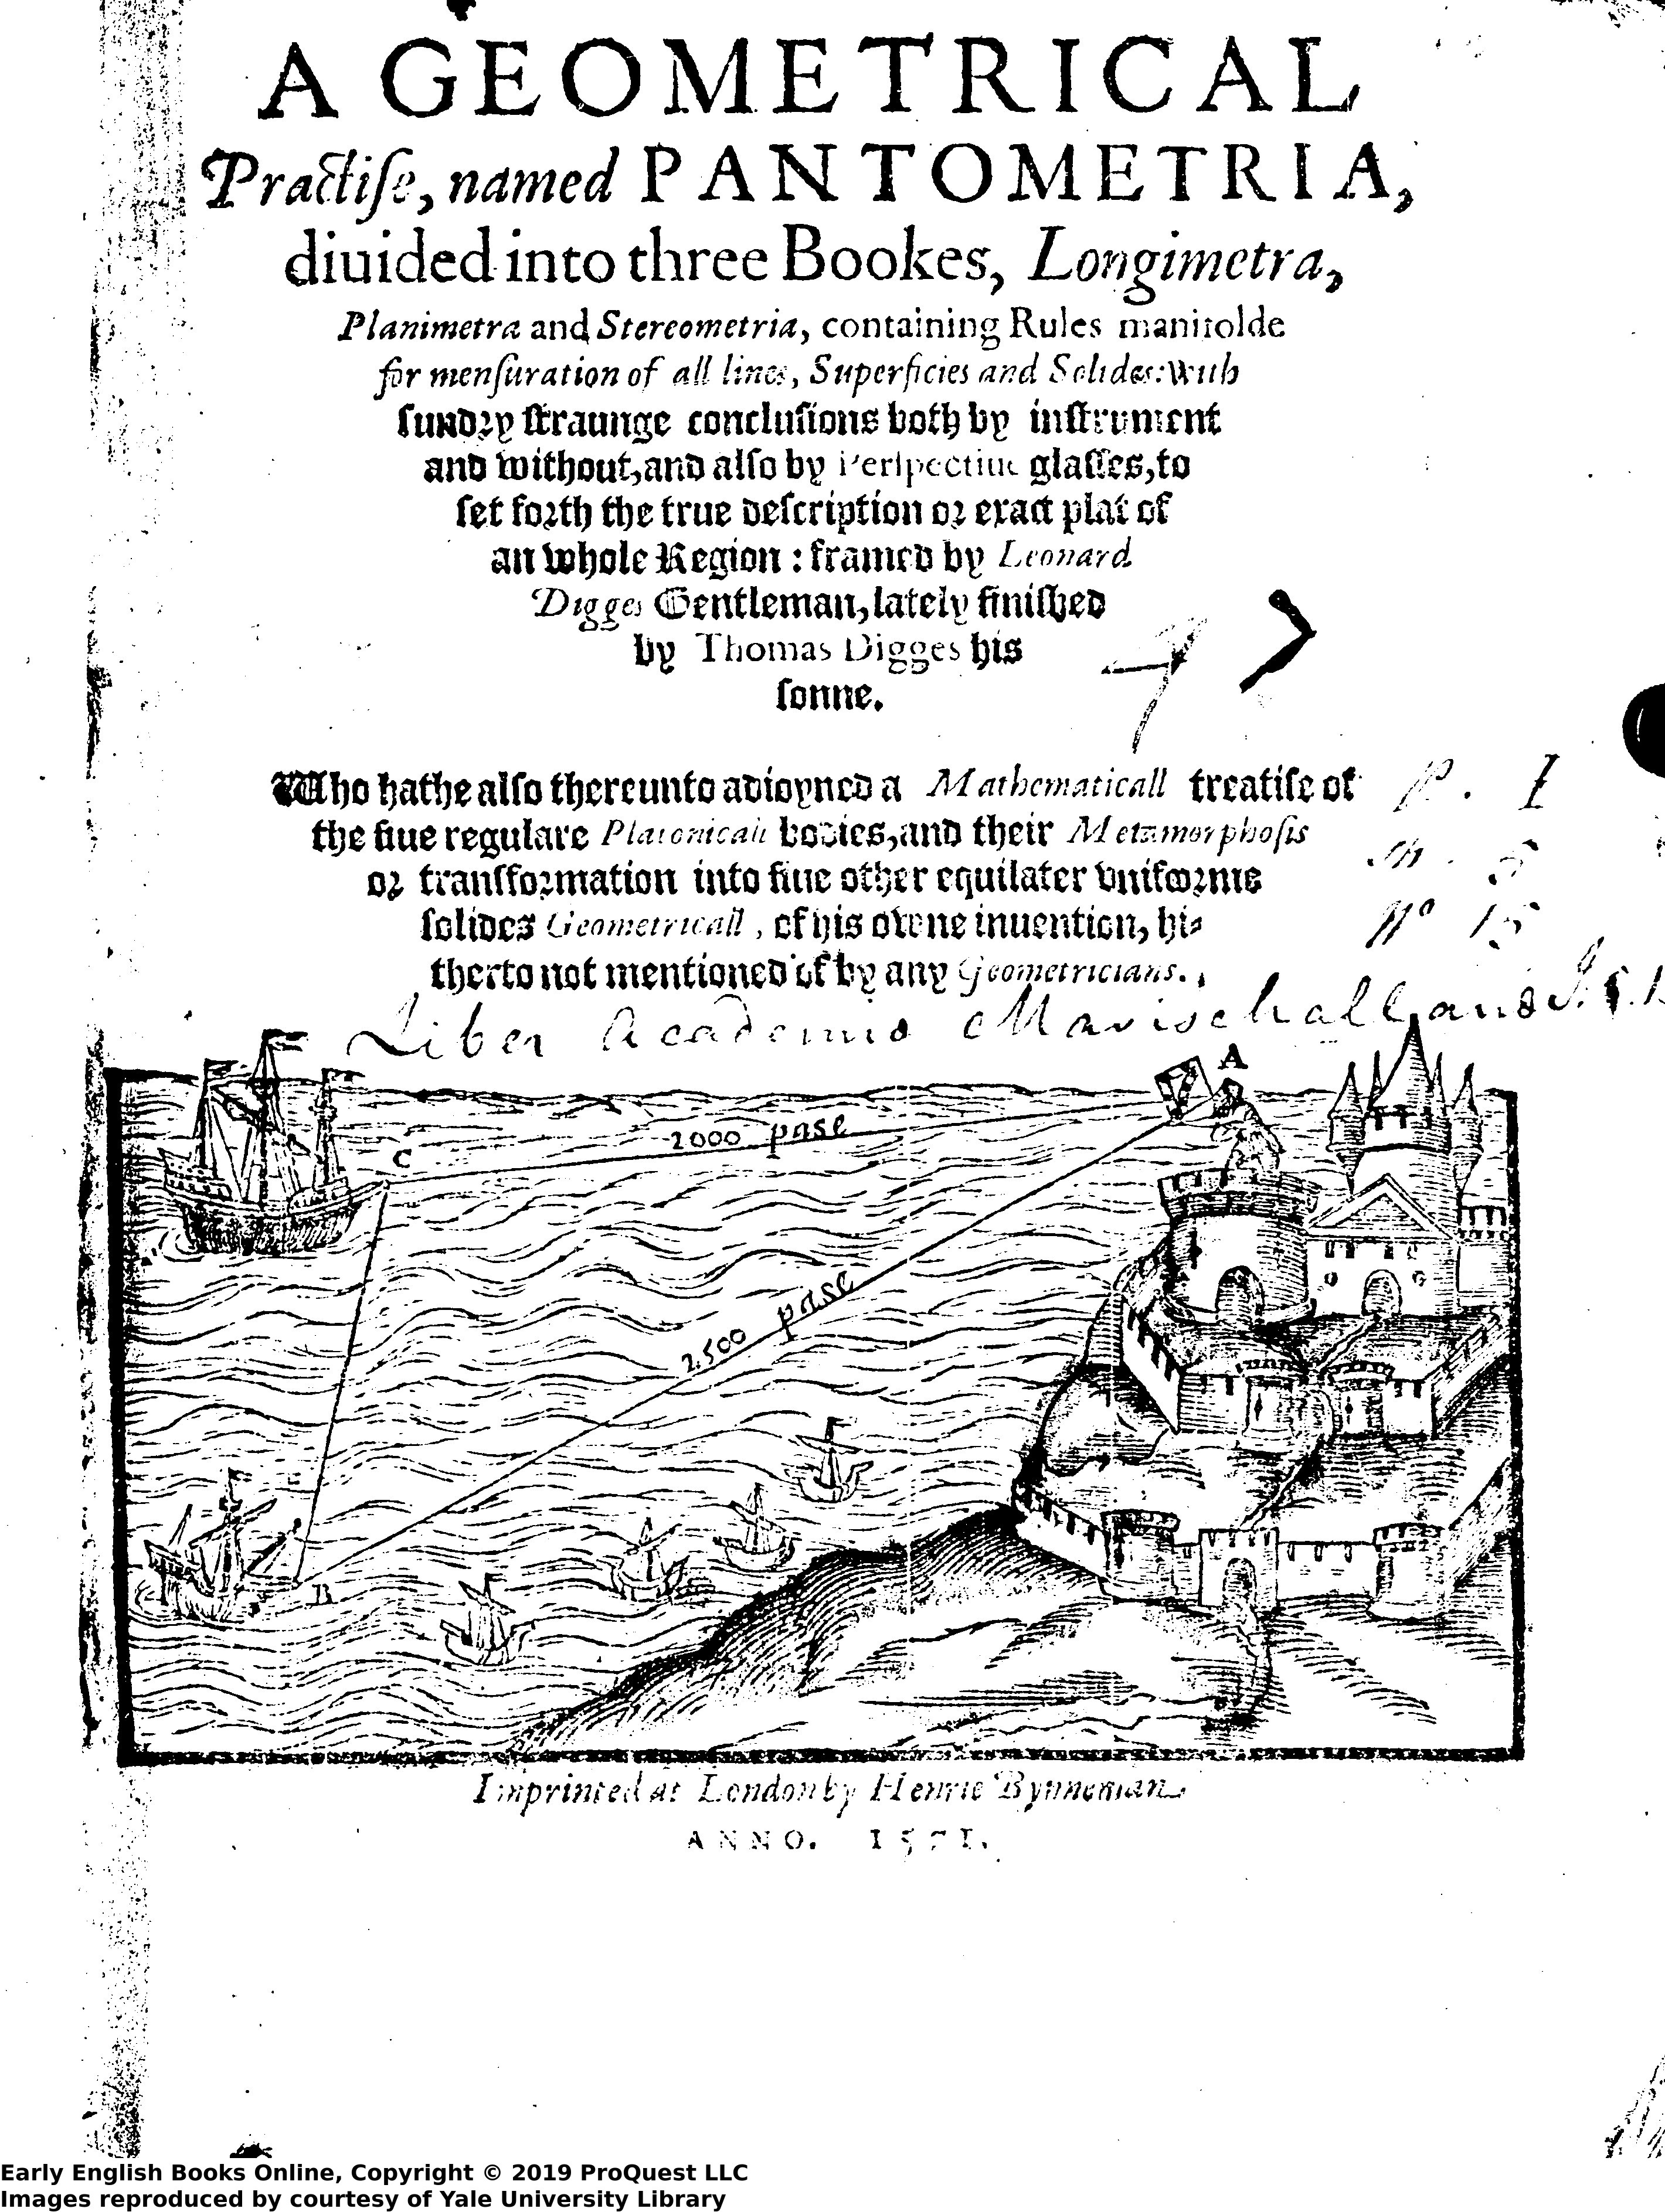 A GEOMETRICAL
Practiſe, named PANTOMETRIA,
diuided into three Bookes, Longimetra,
Planimetra and Stereometria, containing Rules manifolde
for menſuration of all lines, Superficies and Solides: with
ſundry ſtraunge concluſions both by inſtrument
and without, and alſo by Perſpectiue glaſſes, to
ſet forth the true deſcription or exact plat of
an whole Region: framed by Leonard
Digges Gentleman, lately finiſhed
by Thomas Digges his
ſonne.
Who hathe alſo thereunto adioyned a Mathematicall treatiſe of
the fiue regulare Platonicall bodies, and their Metamorphoſis
or tranſformation into fiue other equilater vniforme
ſolides Geometricall, of his owne inuention, hi-
therto not mentioned of by any Geometricians.
P. I
m. 5
No 15
Liber Academiæ Marischallanæ
A
2000 pase
C
2500 pase
B
Imprinted at London by Henrie Bynneman
ANNO. 1571.
Early English Books Online, Copyright © 2019 ProQuest LLC
Images reproduced by courtesy of Yale University Library